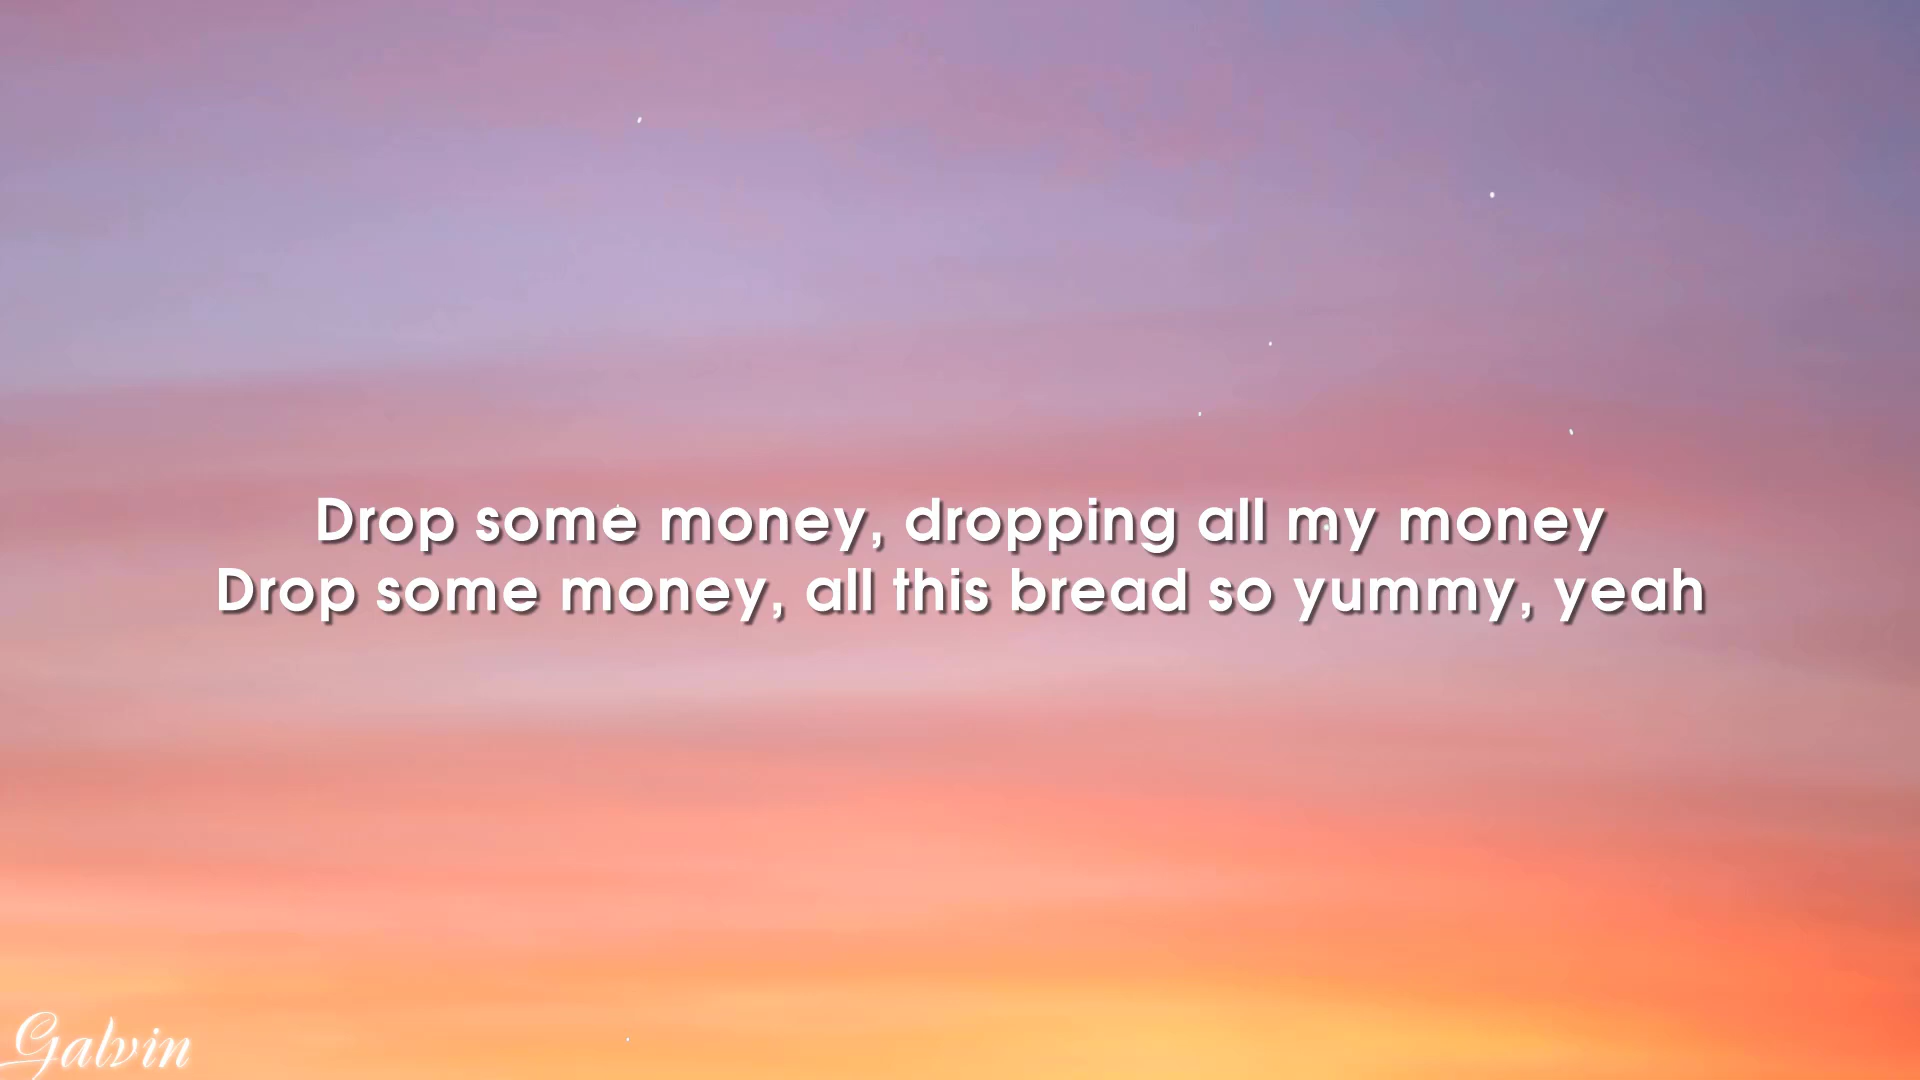 Drop some money, dropping all my money
Drop some money, all this bread so yummy, yeah
Galvin